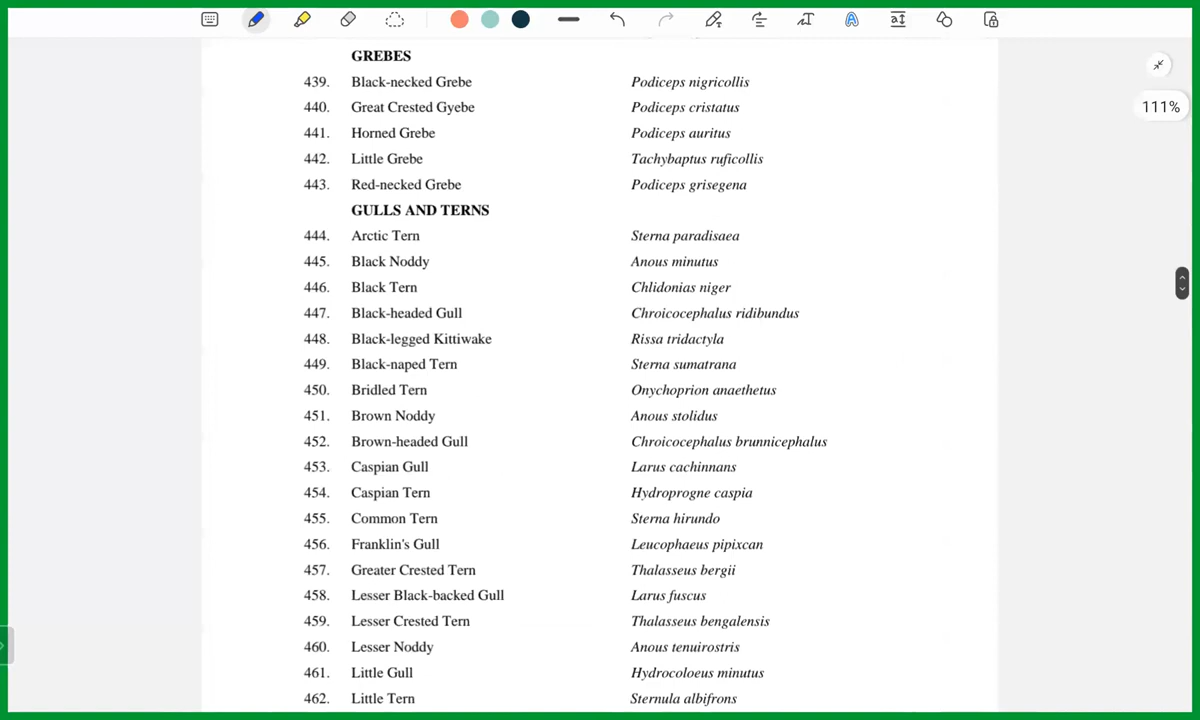 GREBES
439. Black-necked Grebe Podiceps nigricollis
440. Great Crested Gyebe Podiceps cristatus
441. Horned Grebe Podiceps auritus
442. Little Grebe Tachybaptus ruficollis
443. Red-necked Grebe Podiceps grisegena
GULLS AND TERNS
444. Arctic Tern Sterna paradisaea
445. Black Noddy Anous minutus
446. Black Tern Chlidonias niger
447. Black-headed Gull Chroicocephalus ridibundus
448. Black-legged Kittiwake Rissa tridactyla
449. Black-naped Tern Sterna sumatrana
450. Bridled Tern Onychoprion anaethetus
451. Brown Noddy Anous stolidus
452. Brown-headed Gull Chroicocephalus brunnicephalus
453. Caspian Gull Larus cachinnans
454. Caspian Tern Hydroprogne caspia
455. Common Tern Sterna hirundo
456. Franklin's Gull Leucophaeus pipixcan
457. Greater Crested Tern Thalasseus bergii
458. Lesser Black-backed Gull Larus fuscus
459. Lesser Crested Tern Thalasseus bengalensis
460. Lesser Noddy Anous tenuirostris
461. Little Gull Hydrocoloeus minutus
462. Little Tern Sternula albifrons
111%